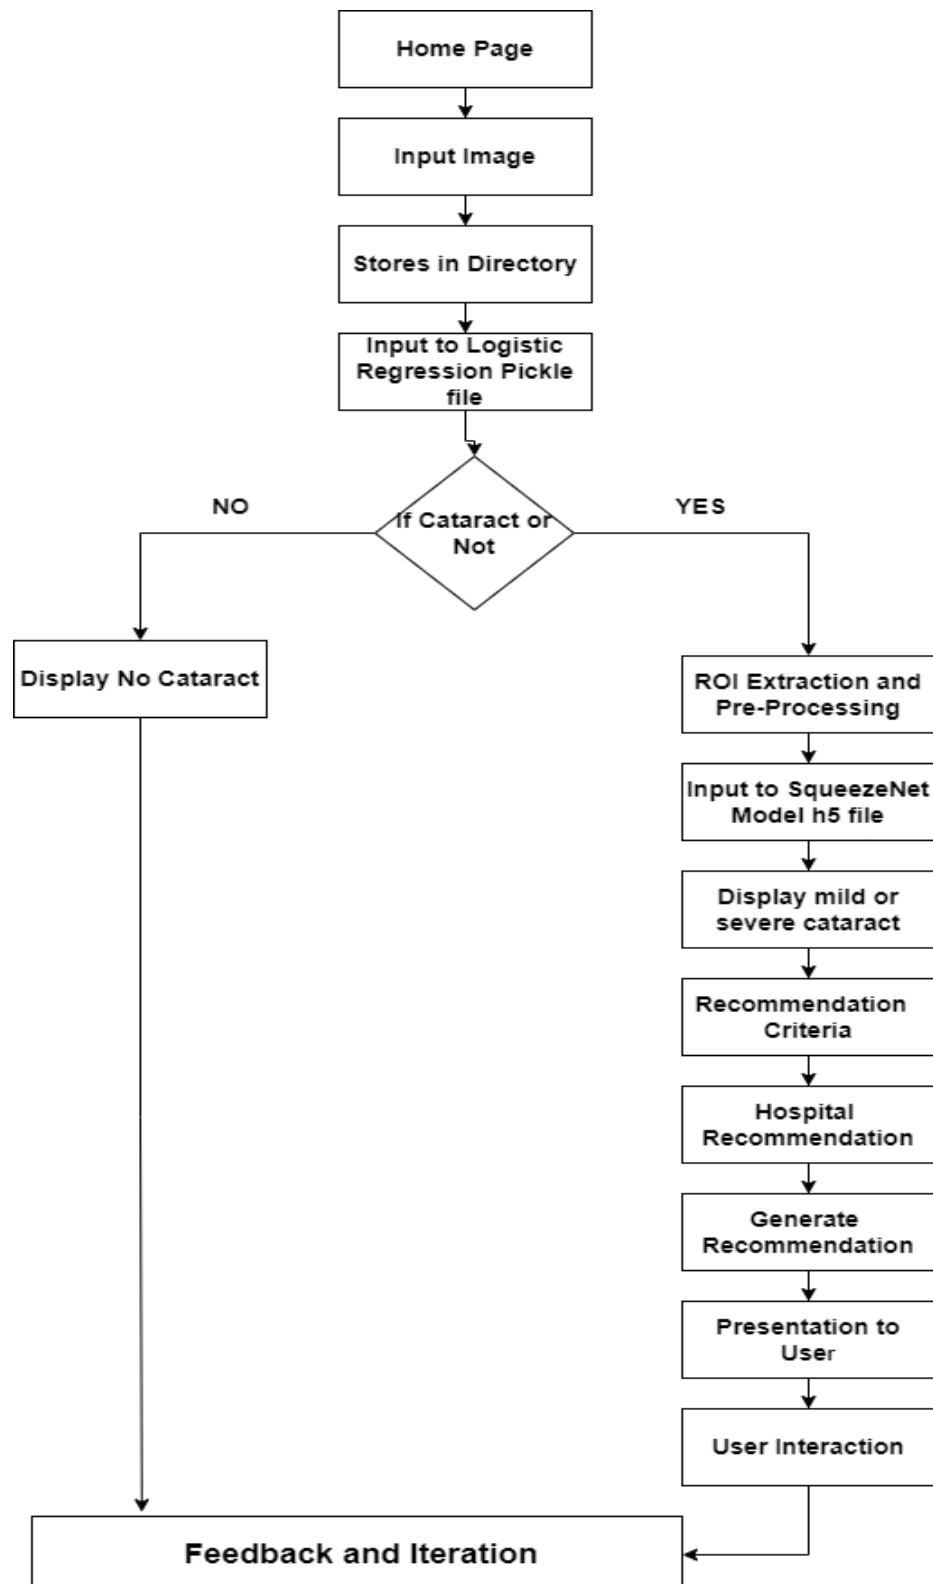 Home Page
Input Image
Stores in Directory
Input to Logistic
Regression Pickle
file
If Cataract or
Not
NO
YES
Display No Cataract
ROI Extraction and
Pre-Processing
Input to SqueezeNet
Model h5 file
Display mild or
severe cataract
Recommendation
Criteria
Hospital
Recommendation
Generate
Recommendation
Presentation to
User
User Interaction
Feedback and Iteration